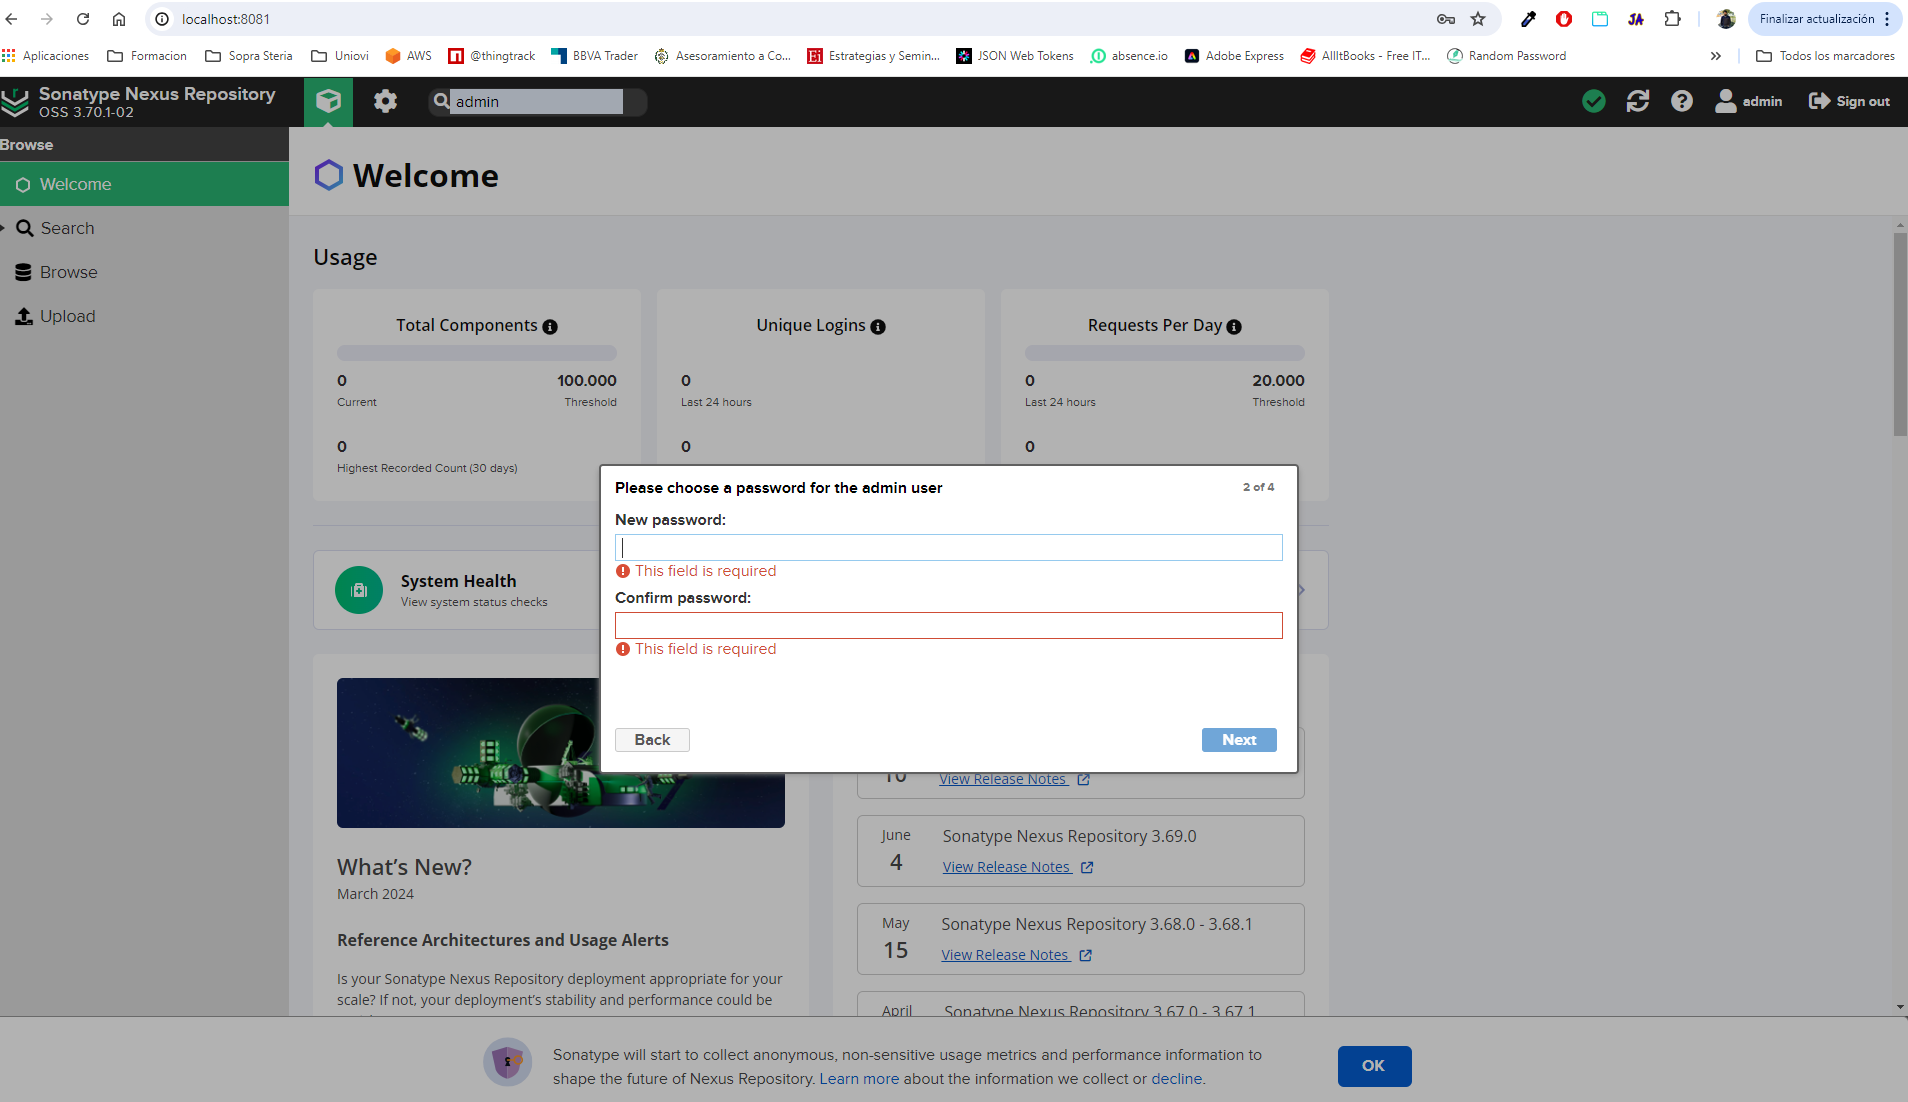 localhost:8081
Finalizar actualización
Aplicaciones
Formacion
Sopra Steria
Uniovi
AWS
@thingtrack
BBVA Trader
Asesoramiento a Co...
Estrategias y Semin...
JSON Web Tokens
absence.io
Adobe Express
AllItBooks - Free IT...
Random Password
»
Todos los marcadores
Sonatype Nexus Repository
OSS 3.70.1-02
admin
admin
Sign out
Browse
Welcome
Search
Browse
Upload
Welcome
Usage
Total Components
0 100.000
Current Threshold
0
Highest Recorded Count (30 days)
Unique Logins
0
Last 24 hours
0
Requests Per Day
0 20.000
Last 24 hours Threshold
0
Please choose a password for the admin user
2 of 4
New password:
This field is required
Confirm password:
This field is required
Back
Next
System Health
View system status checks
What's New?
March 2024
Reference Architectures and Usage Alerts
Is your Sonatype Nexus Repository deployment appropriate for your
scale? If not, your deployment's stability and performance could be
View Release Notes
June
4
Sonatype Nexus Repository 3.69.0
View Release Notes
May
15
Sonatype Nexus Repository 3.68.0 - 3.68.1
View Release Notes
April
Sonatype Nexus Repository 3.67.0 - 3.67.1
Sonatype will start to collect anonymous, non-sensitive usage metrics and performance information to
shape the future of Nexus Repository. Learn more about the information we collect or decline.
OK